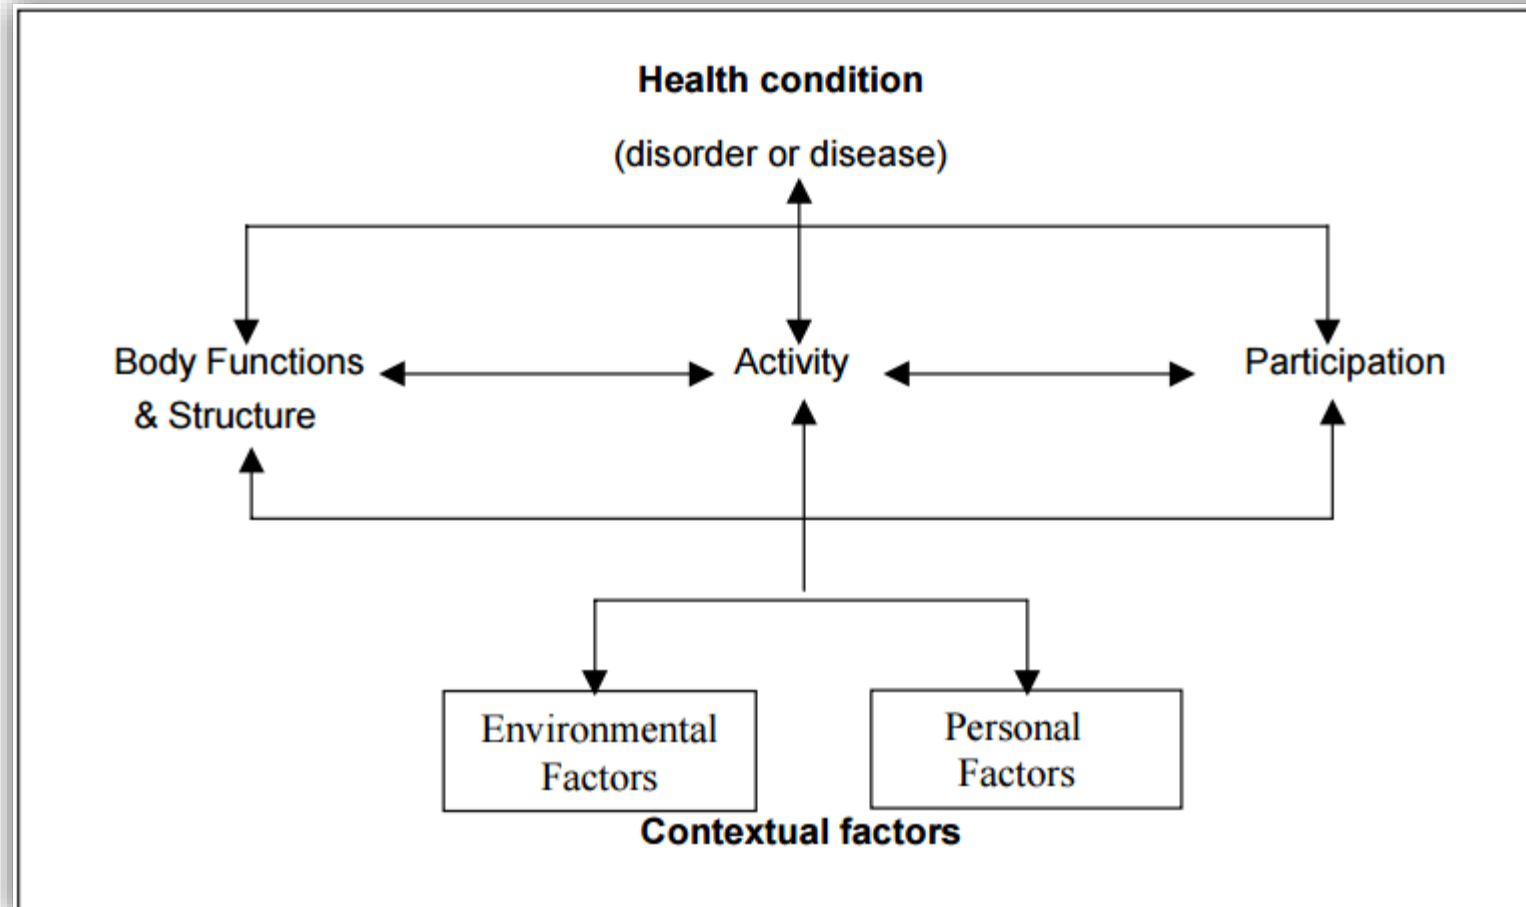 Health condition
(disorder or disease)
Body Functions
& Structure
Activity
Participation
Environmental
Factors
Personal
Factors
Contextual factors